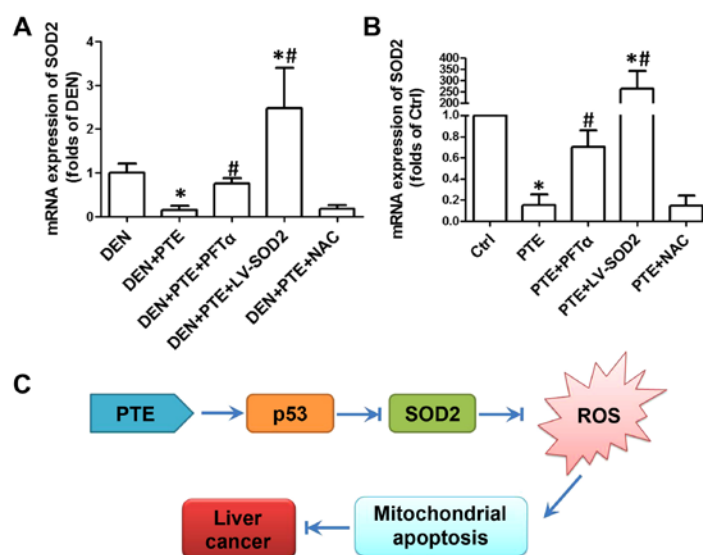 A
mRNA expression of SOD2
(folds of DEN)
4
3
2
1
0
*
#
*#
DEN
DEN+PTE
DEN+PTE+PFTα
DEN+PTE+LV-SOD2
DEN+PTE+NAC
B
mRNA expression of SOD2
(folds of Ctrl)
400
300
200
100
1.0
0.8
0.6
0.4
0.2
0.0
*
#
*#
Ctrl
PTE
PTE+PFTα
PTE+LV-SOD2
PTE+NAC
C
PTE
p53
SOD2
ROS
Liver
cancer
Mitochondrial
apoptosis